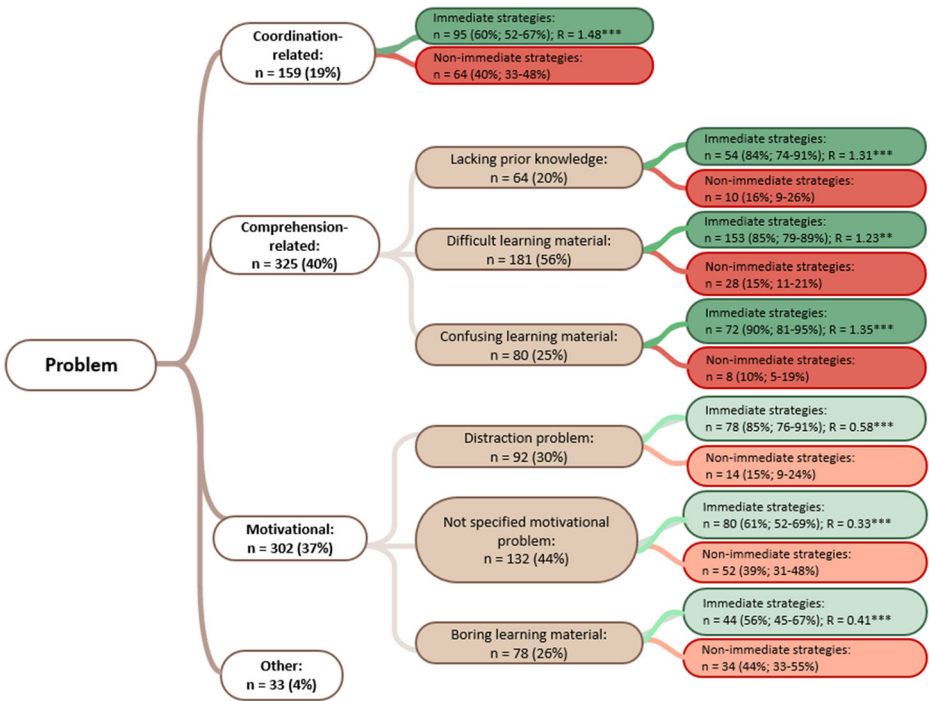 Problem
Coordination-
related:
n = 159 (19%)
Immediate strategies:
n = 95 (60%; 52-67%); R = 1.48***
Non-immediate strategies:
n = 64 (40%; 33-48%)
Comprehension-
related:
n = 325 (40%)
Lacking prior knowledge:
n = 64 (20%)
Immediate strategies:
n = 54 (84%; 74-91%); R = 1.31***
Non-immediate strategies:
n = 10 (16%; 9-26%)
Difficult learning material:
n = 181 (56%)
Immediate strategies:
n = 153 (85%; 79-89%); R = 1.23**
Non-immediate strategies:
n = 28 (15%; 11-21%)
Confusing learning material:
n = 80 (25%)
Immediate strategies:
n = 72 (90%; 81-95%); R = 1.35***
Non-immediate strategies:
n = 8 (10%; 5-19%)
Motivational:
n = 302 (37%)
Distraction problem:
n = 92 (30%)
Immediate strategies:
n = 78 (85%; 76-91%); R = 0.58***
Non-immediate strategies:
n = 14 (15%; 9-24%)
Not specified motivational
problem:
n = 132 (44%)
Immediate strategies:
n = 80 (61%; 52-69%); R = 0.33***
Non-immediate strategies:
n = 52 (39%; 31-48%)
Boring learning material:
n = 78 (26%)
Immediate strategies:
n = 44 (56%; 45-67%); R = 0.41***
Non-immediate strategies:
n = 34 (44%; 33-55%)
Other:
n = 33 (4%)